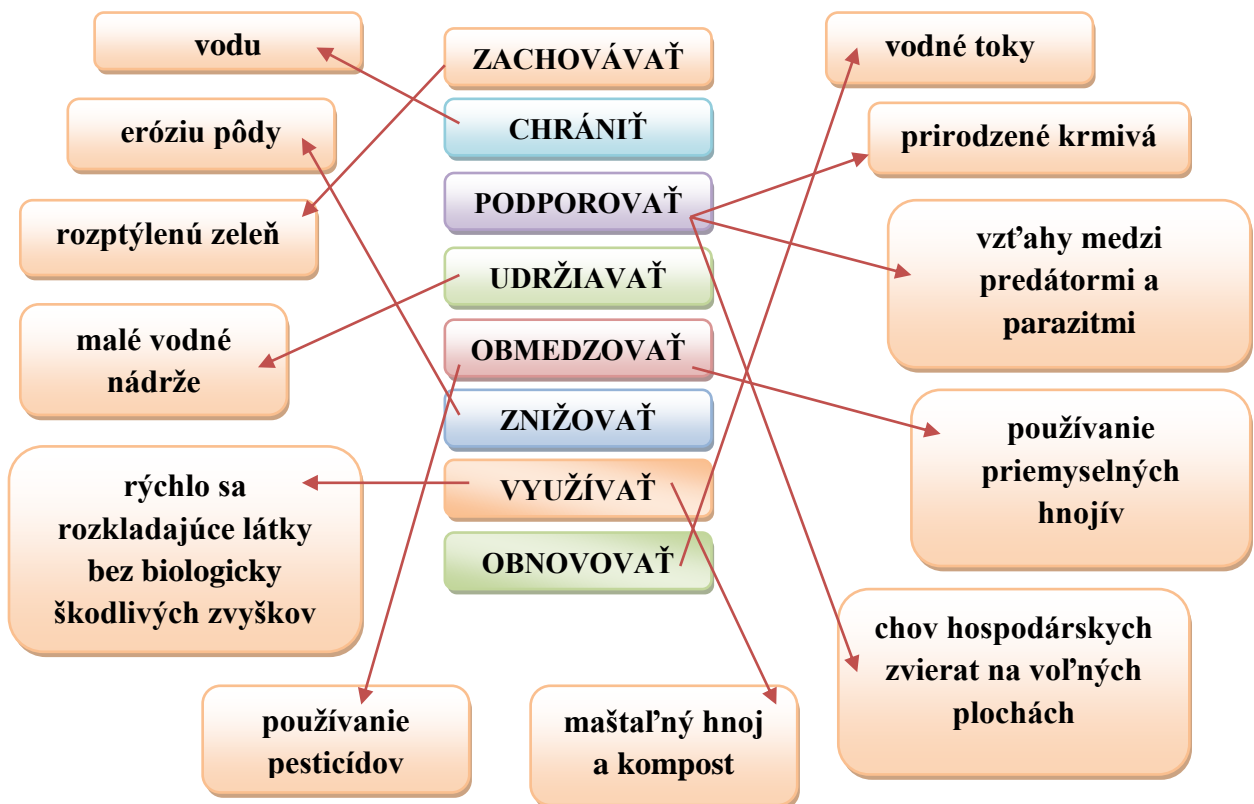 vodu
eróziu pôdy
rozptýlenú zeleň
malé vodné
nádrže
rýchlo sa
rozkladajúce látky
bez biologicky
škodlivých zvyškov
používanie
pesticídov
ZACHOVÁVAŤ
CHRÁNIŤ
PODPOROVAŤ
UDRŽIAVAŤ
OBMEDZOVAŤ
ZNIŽOVAŤ
VYUŽÍVAŤ
OBNOVOVAŤ
maštaľný hnoj
a kompost
vodné toky
prirodzené krmivá
vzťahy medzi
predátormi a
parazitmi
používanie
priemyselných
hnojív
chov hospodárskych
zvierat na voľných
plochách